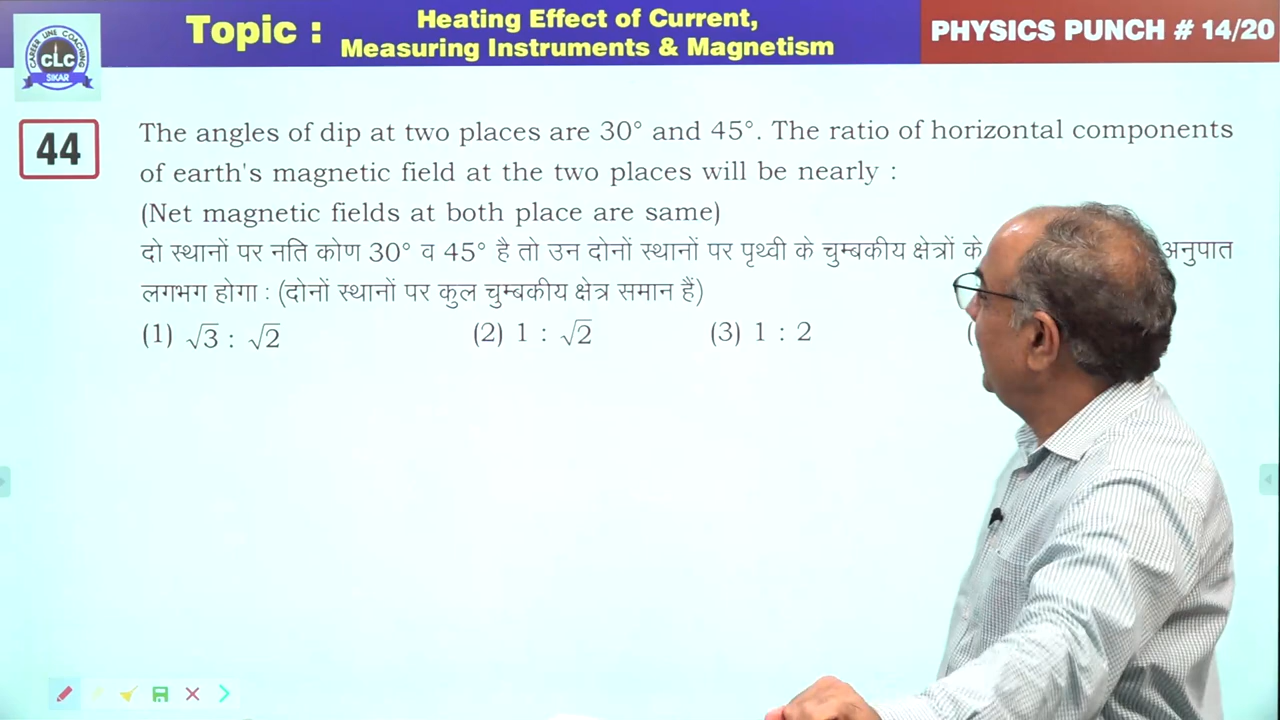 CAREER LINE COACHING
CLC
SIKAR
Topic :
Heating Effect of Current,
Measuring Instruments & Magnetism
PHYSICS PUNCH # 14/20
44
The angles of dip at two places are 30° and 45°. The ratio of horizontal components
of earth's magnetic field at the two places will be nearly :
(Net magnetic fields at both place are same)
दो स्थानों पर नति कोण 30° व 45° है तो उन दोनों स्थानों पर पृथ्वी के चुम्बकीय क्षेत्रों के अनुपात
लगभग होगा : (दोनों स्थानों पर कुल चुम्बकीय क्षेत्र समान हैं)
(1) √3 : √2 (2) 1 : √2 (3) 1 : 2 (